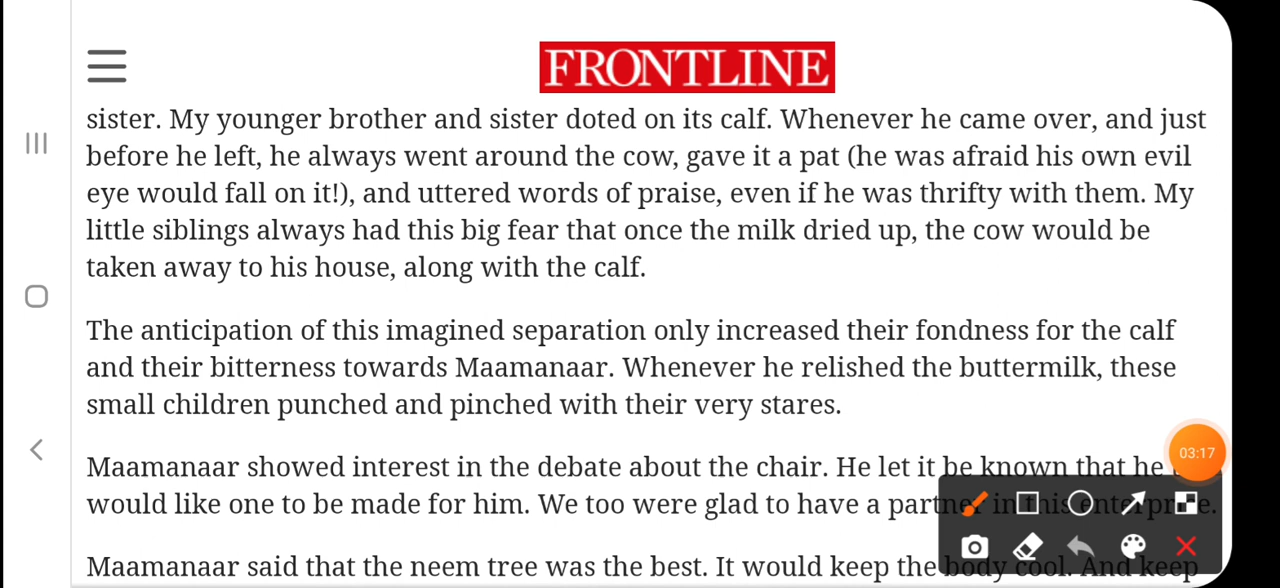 FRONTLINE
sister. My younger brother and sister doted on its calf. Whenever he came over, and just
before he left, he always went around the cow, gave it a pat (he was afraid his own evil
eye would fall on it!), and uttered words of praise, even if he was thrifty with them. My
little siblings always had this big fear that once the milk dried up, the cow would be
taken away to his house, along with the calf.
The anticipation of this imagined separation only increased their fondness for the calf
and their bitterness towards Maamanaar. Whenever he relished the buttermilk, these
small children punched and pinched with their very stares.
Maamanaar showed interest in the debate about the chair. He let it be known that he
03:17
would like one to be made for him. We too were glad to have a partner in this enterprise.
Maamanaar said that the neem tree was the best. It would keep the body cool. And keep